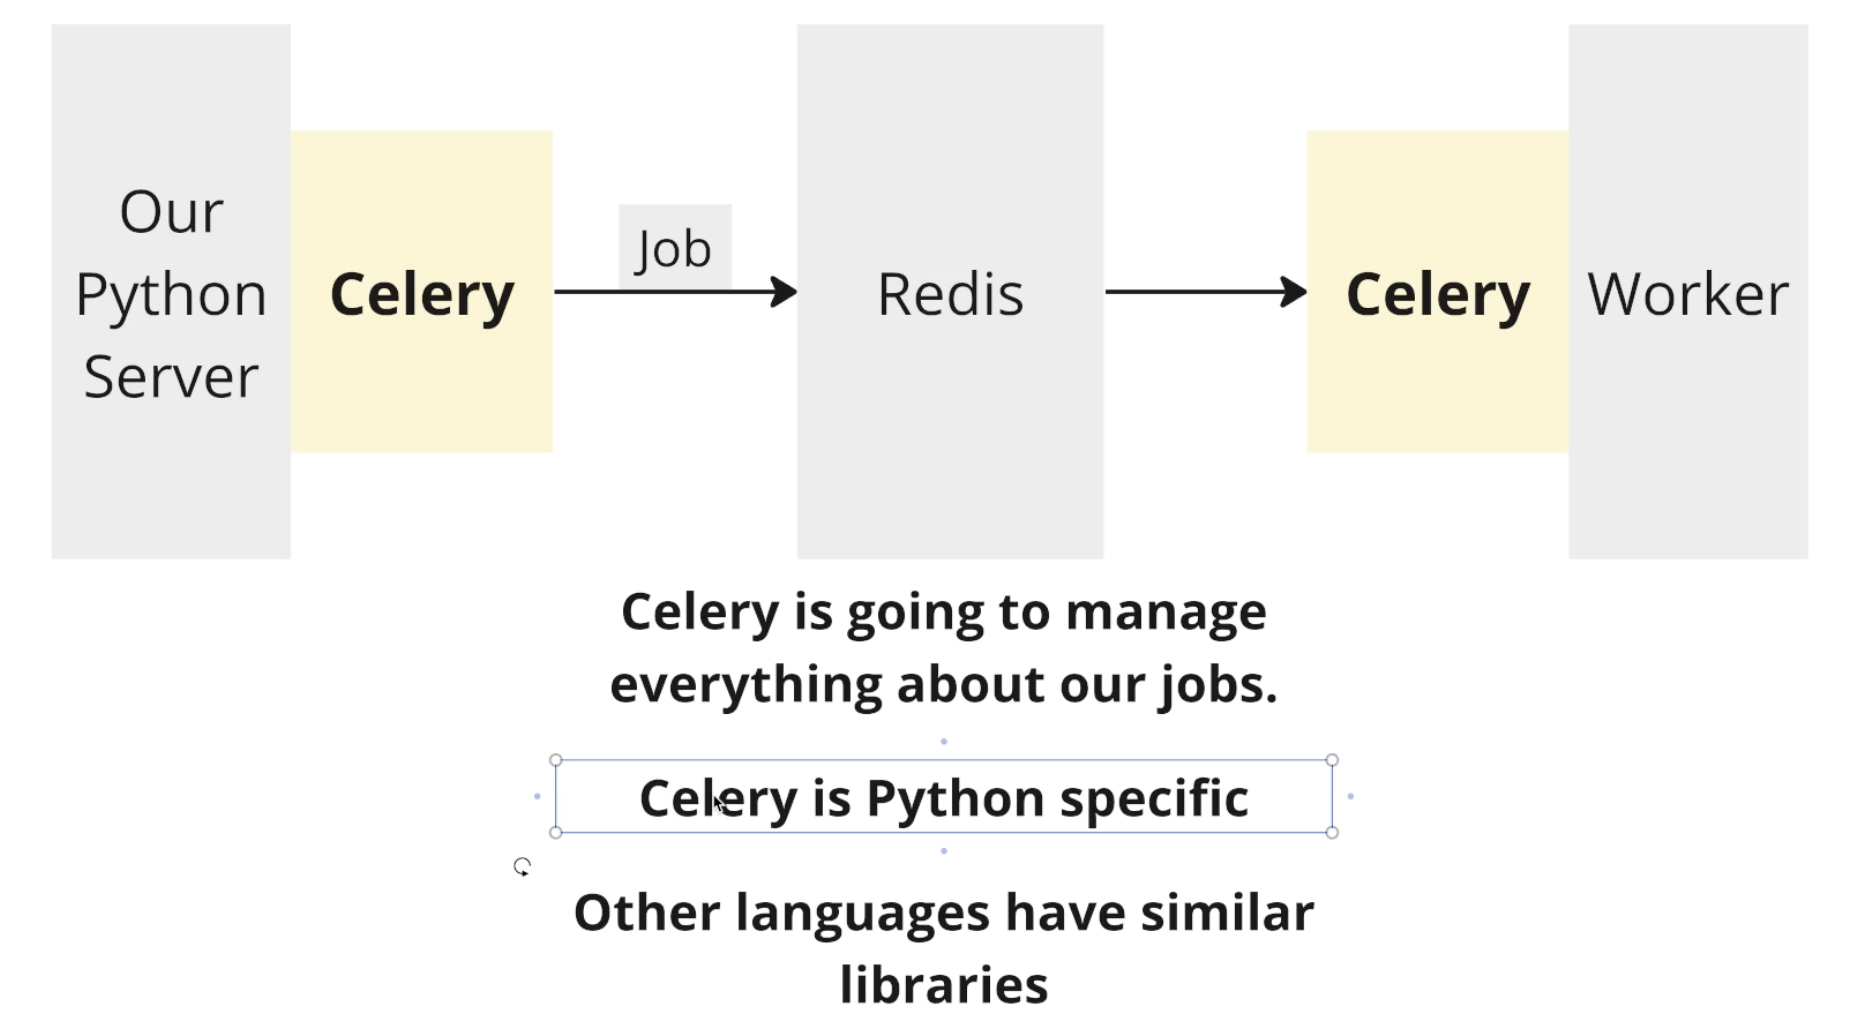 Our
Python
Server
Celery
Job
Redis
Celery
Worker
Celery is going to manage
everything about our jobs.
Celery is Python specific
Other languages have similar
libraries